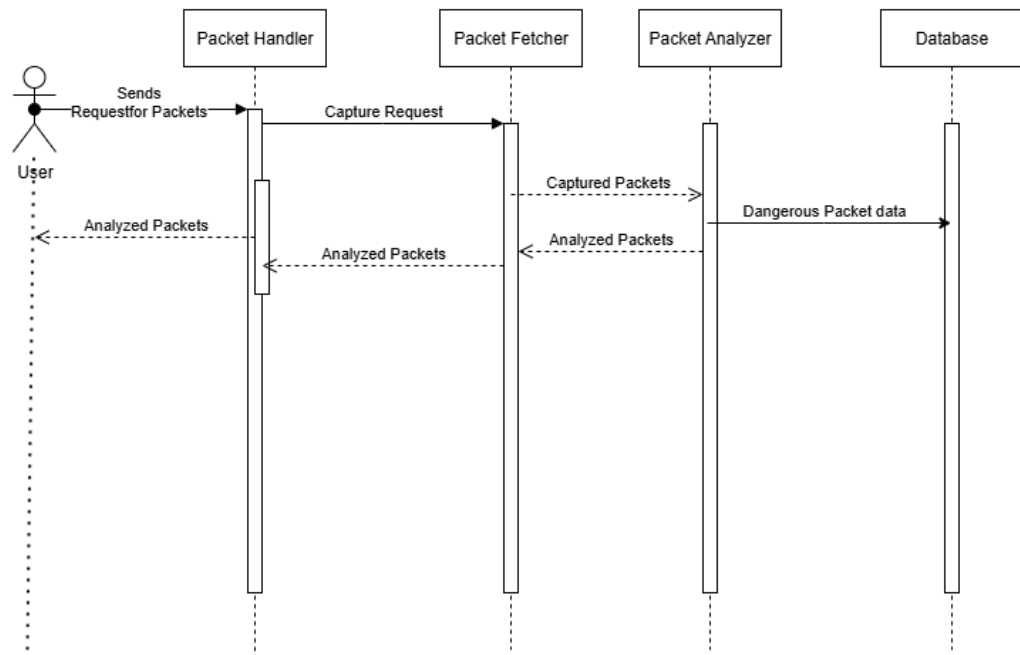 Packet Handler
Packet Fetcher
Packet Analyzer
Database
Sends
Requestfor Packets
Capture Request
User
Captured Packets
Dangerous Packet data
Analyzed Packets
Analyzed Packets
Analyzed Packets